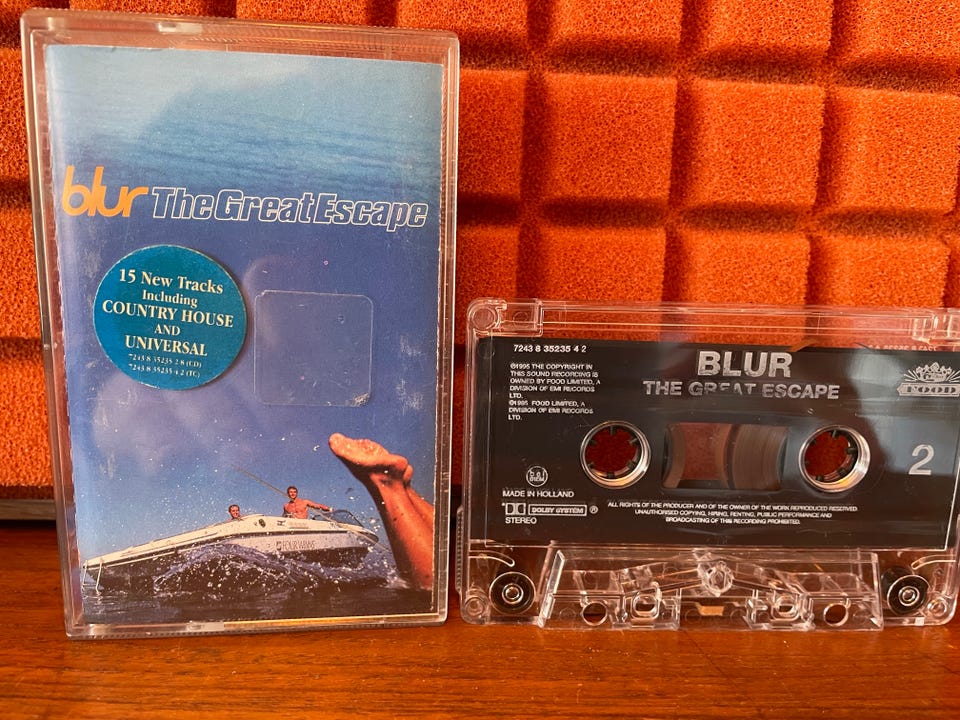 blur The Great Escape
15 New Tracks
Including
COUNTRY HOUSE
AND
UNIVERSAL
7243 8 35235 2 8 (CD)
7243 8 35235 4 2 (TC)
7243 8 35235 4 2
BLUR
THE GREAT ESCAPE
℗1995 THE COPYRIGHT IN
THIS SOUND RECORDING IS
OWNED BY FOOD LIMITED, A
DIVISION OF EMI RECORDS
LTD.
©1995 FOOD LIMITED, A
DIVISION OF EMI RECORDS
LTD.
FOOD
2
bel
BIEM
MADE IN HOLLAND
DOLBY SYSTEM ®
STEREO
ALL RIGHTS OF THE PRODUCER AND OF THE OWNER OF THE WORK REPRODUCED RESERVED.
UNAUTHORISED COPYING, HIRING, RENTING, PUBLIC PERFORMANCE AND
BROADCASTING OF THIS RECORDING PROHIBITED.